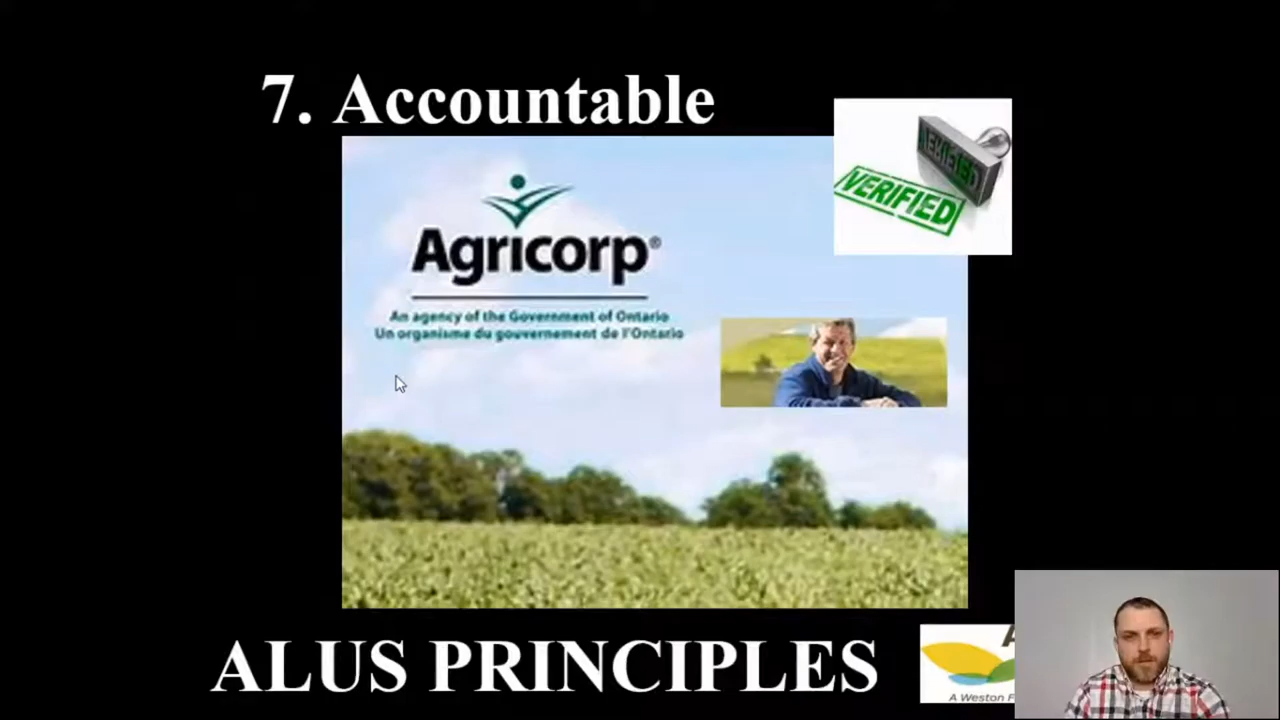 7. Accountable
VERIFIED
VERIFIED
Agricorp®
An agency of the Government of Ontario
Un organisme du gouvernement de l'Ontario
ALUS PRINCIPLES
A Weston F